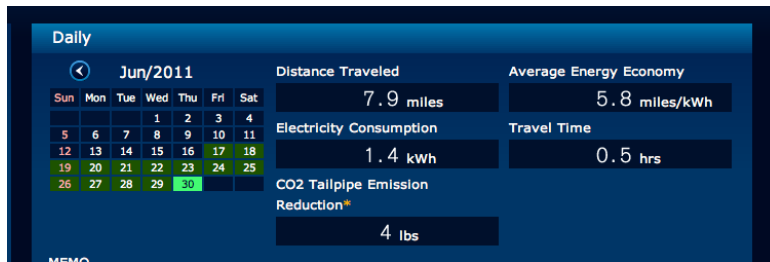 Daily
Jun/2011
Sun Mon Tue Wed Thu Fri Sat
1 2 3 4
5 6 7 8 9 10 11
12 13 14 15 16 17 18
19 20 21 22 23 24 25
26 27 28 29 30
Distance Traveled
7.9 miles
Average Energy Economy
5.8 miles/kWh
Electricity Consumption
1.4 kWh
Travel Time
0.5 hrs
CO2 Tailpipe Emission
Reduction*
4 lbs
MEMO